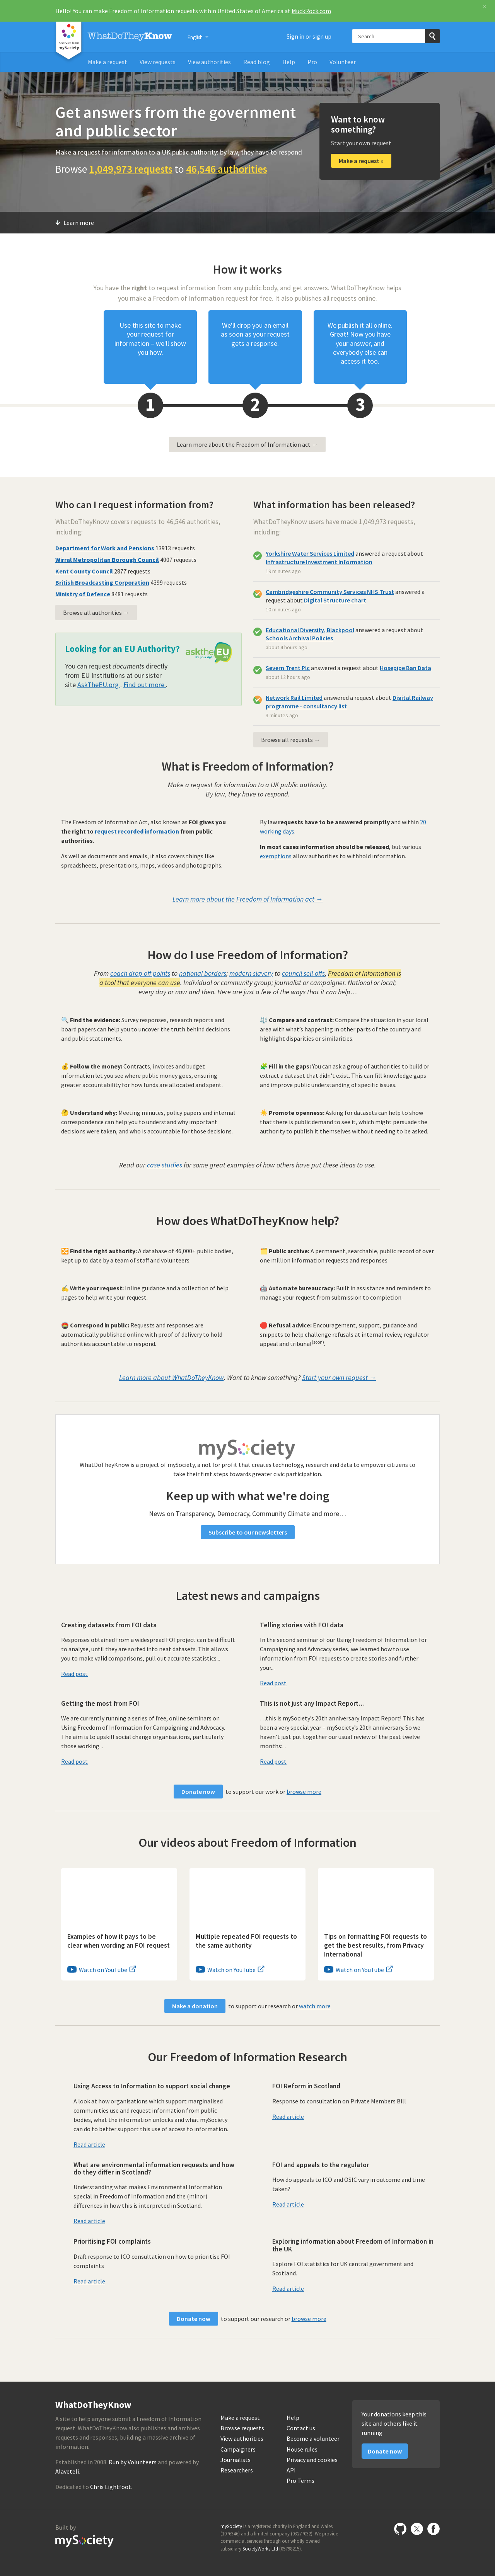 Hello! You can make Freedom of Information requests within United States of America at MuckRock.com
×
A project from
mySociety
WhatDoTheyKnow
English
Sign in or sign up
Search
Make a request
View requests
View authorities
Read blog
Help
Pro
Volunteer
Get answers from the government
and public sector
Make a request for information to a UK public authority: by law, they have to respond
Browse 1,049,973 requests to 46,546 authorities
Want to know
something?
Start your own request
Make a request »
Learn more
How it works
You have the right to request information from any public body, and get answers. WhatDoTheyKnow helps
you make a Freedom of Information request for free. It also publishes all requests online.
Use this site to make
your request for
information – we'll show
you how.
We'll drop you an email
as soon as your request
gets a response.
We publish it all online.
Great! Now you have
your answer, and
everybody else can
access it too.
1
2
3
Learn more about the Freedom of Information act →
Who can I request information from?
WhatDoTheyKnow covers requests to 46,546 authorities,
including:
Department for Work and Pensions 13913 requests
Wirral Metropolitan Borough Council 4007 requests
Kent County Council 2877 requests
British Broadcasting Corporation 4399 requests
Ministry of Defence 8481 requests
Browse all authorities →
Looking for an EU Authority?
asktheEU
You can request documents directly
from EU Institutions at our sister
site AskTheEU.org . Find out more .
What information has been released?
WhatDoTheyKnow users have made 1,049,973 requests,
including:
Yorkshire Water Services Limited answered a request about
Infrastructure Investment Information
19 minutes ago
Cambridgeshire Community Services NHS Trust answered a
request about Digital Structure chart
10 minutes ago
Educational Diversity, Blackpool answered a request about
Schools Archival Policies
about 4 hours ago
Severn Trent Plc answered a request about Hosepipe Ban Data
about 12 hours ago
Network Rail Limited answered a request about Digital Railway
programme - consultancy list
3 minutes ago
Browse all requests →
What is Freedom of Information?
Make a request for information to a UK public authority.
By law, they have to respond.
The Freedom of Information Act, also known as FOI gives you
the right to request recorded information from public
authorities.
As well as documents and emails, it also covers things like
spreadsheets, presentations, maps, videos and photographs.
By law requests have to be answered promptly and within 20
working days.
In most cases information should be released, but various
exemptions allow authorities to withhold information.
Learn more about the Freedom of Information act →
How do I use Freedom of Information?
From coach drop off points to national borders; modern slavery to council sell-offs, Freedom of Information is
a tool that everyone can use. Individual or community group; journalist or campaigner. National or local;
every day or now and then. Here are just a few of the ways that it can help…
🔍 Find the evidence: Survey responses, research reports and
board papers can help you to uncover the truth behind decisions
and public statements.
⚖️ Compare and contrast: Compare the situation in your local
area with what’s happening in other parts of the country and
highlight disparities or similarities.
💰 Follow the money: Contracts, invoices and budget
information let you see where public money goes, ensuring
greater accountability for how funds are allocated and spent.
🧩 Fill in the gaps: You can ask a group of authorities to build or
extract a dataset that didn't exist. This can fill knowledge gaps
and improve public understanding of specific issues.
🤔 Understand why: Meeting minutes, policy papers and internal
correspondence can help you to understand why important
decisions were taken, and who is accountable for those decisions.
☀️ Promote openness: Asking for datasets can help to show
that there is public demand to see it, which might persuade the
authority to publish it themselves without needing to be asked.
Read our case studies for some great examples of how others have put these ideas to use.
How does WhatDoTheyKnow help?
🔀 Find the right authority: A database of 46,000+ public bodies,
kept up to date by a team of staff and volunteers.
🗂️ Public archive: A permanent, searchable, public record of over
one million information requests and responses.
✍️ Write your request: Inline guidance and a collection of help
pages to help write your request.
🤖 Automate bureaucracy: Built in assistance and reminders to
manage your request from submission to completion.
Correspond in public: Requests and responses are
automatically published online with proof of delivery to hold
authorities accountable to respond.
🛑 Refusal advice: Encouragement, support, guidance and
snippets to help challenge refusals at internal review, regulator
appeal and tribunal(soon).
Learn more about WhatDoTheyKnow. Want to know something? Start your own request →
mySociety
WhatDoTheyKnow is a project of mySociety, a not for profit that creates technology, research and data to empower citizens to
take their first steps towards greater civic participation.
Keep up with what we're doing
News on Transparency, Democracy, Community Climate and more…
Subscribe to our newsletters
Latest news and campaigns
Creating datasets from FOI data
Responses obtained from a widespread FOI project can be difficult
to analyse, until they are sorted into neat datasets. This allows
you to make valid comparisons, pull out accurate statistics...
Read post
Telling stories with FOI data
In the second seminar of our Using Freedom of Information for
Campaigning and Advocacy series, we learned how to use
information from FOI requests to create stories and further
your...
Read post
Getting the most from FOI
We are currently running a series of free, online seminars on
Using Freedom of Information for Campaigning and Advocacy.
The aim is to upskill social change organisations, particularly
those working...
Read post
This is not just any Impact Report…
…this is mySociety’s 20th anniversary Impact Report! This has
been a very special year – mySociety’s 20th anniversary. So we
haven’t just put together our usual review of the past twelve
months:...
Read post
Donate now to support our work or browse more
Our videos about Freedom of Information
Examples of how it pays to be
clear when wording an FOI request
Watch on YouTube
Multiple repeated FOI requests to
the same authority
Watch on YouTube
Tips on formatting FOI requests to
get the best results, from Privacy
International
Watch on YouTube
Make a donation to support our research or watch more
Our Freedom of Information Research
Using Access to Information to support social change
A look at how organisations which support marginalised
communities use and request information from public
bodies, what the information unlocks and what mySociety
can do to better support this use of access to information.
Read article
FOI Reform in Scotland
Response to consultation on Private Members Bill
Read article
What are environmental information requests and how
do they differ in Scotland?
Understanding what makes Environmental Information
special in Freedom of Information and the (minor)
differences in how this is interpreted in Scotland.
Read article
FOI and appeals to the regulator
How do appeals to ICO and OSIC vary in outcome and time
taken?
Read article
Prioritising FOI complaints
Draft response to ICO consultation on how to prioritise FOI
complaints
Read article
Exploring information about Freedom of Information in
the UK
Explore FOI statistics for UK central government and
Scotland.
Read article
Donate now to support our research or browse more
WhatDoTheyKnow
A site to help anyone submit a Freedom of Information
request. WhatDoTheyKnow also publishes and archives
requests and responses, building a massive archive of
information.
Established in 2008. Run by Volunteers and powered by
Alaveteli.
Dedicated to Chris Lightfoot.
Make a request
Browse requests
View authorities
Campaigners
Journalists
Researchers
Help
Contact us
Become a volunteer
House rules
Privacy and cookies
API
Pro Terms
Your donations keep this
site and others like it
running
Donate now
Built by
mySociety
mySociety is a registered charity in England and Wales
(1076346) and a limited company (03277032). We provide
commercial services through our wholly owned
subsidiary SocietyWorks Ltd (05798215).